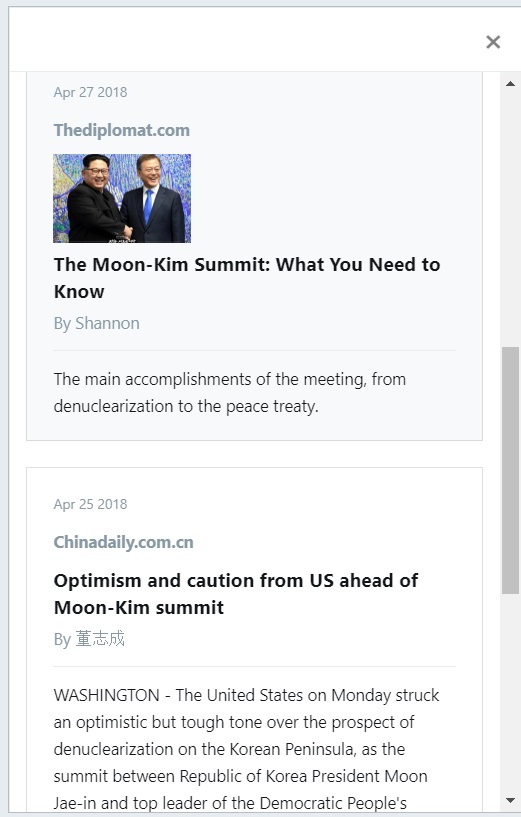 Apr 27 2018
Thediplomat.com
The Moon-Kim Summit: What You Need to
Know
By Shannon
The main accomplishments of the meeting, from
denuclearization to the peace treaty.
Apr 25 2018
Chinadaily.com.cn
Optimism and caution from US ahead of
Moon-Kim summit
By 董志成
WASHINGTON - The United States on Monday struck
an optimistic but tough tone over the prospect of
denuclearization on the Korean Peninsula, as the
summit between Republic of Korea President Moon
Jae-in and top leader of the Democratic People's